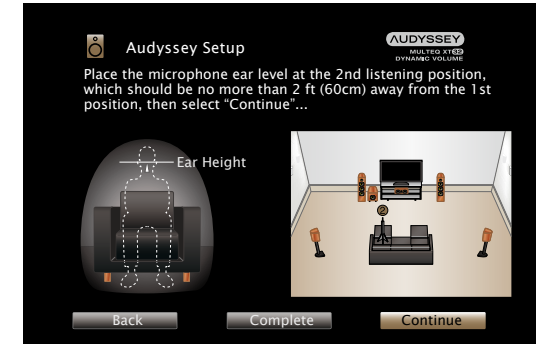 Audyssey Setup
AUDYSSEY
MULTEQ XT32
DYNAMIC VOLUME
Place the microphone ear level at the 2nd listening position,
which should be no more than 2 ft (60cm) away from the 1st
position, then select “Continue”...
Ear Height
2
Back
Complete
Continue